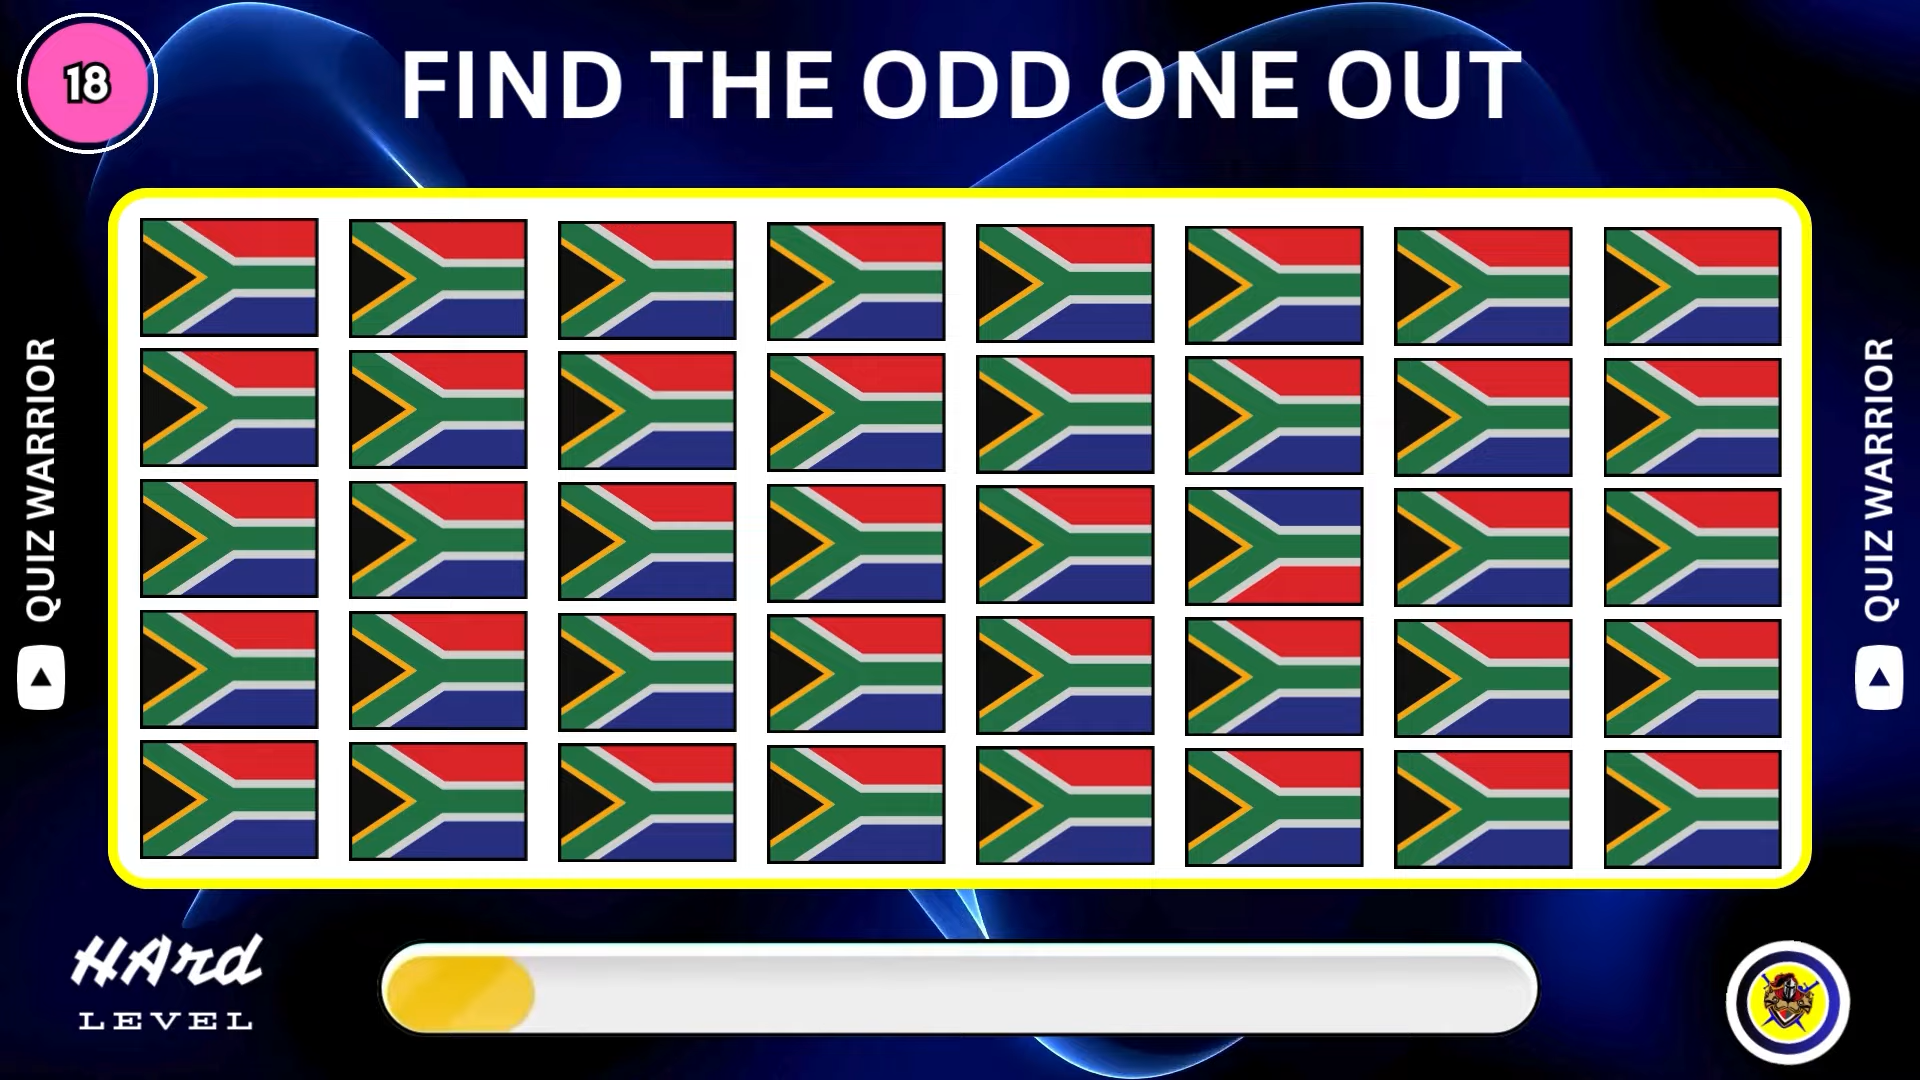 18
FIND THE ODD ONE OUT
QUIZ WARRIOR
QUIZ WARRIOR
HArd
LEVEL